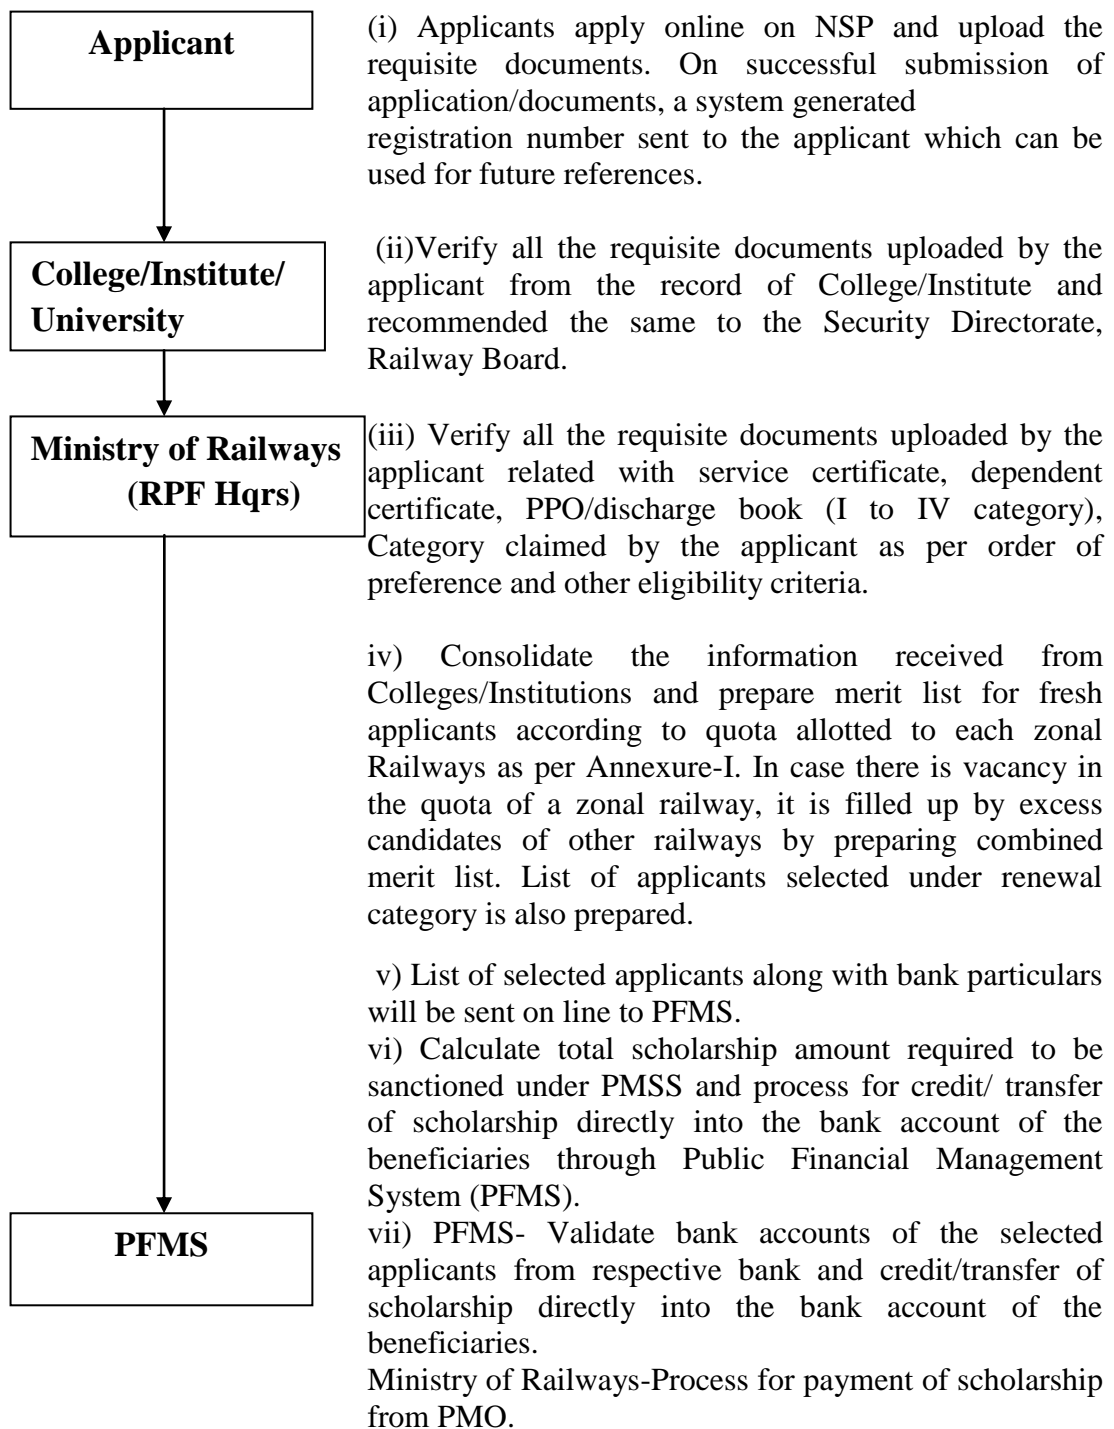 Applicant
(i) Applicants apply online on NSP and upload the
requisite documents. On successful submission of
application/documents, a system generated
registration number sent to the applicant which can be
used for future references.
College/Institute/
University
(ii)Verify all the requisite documents uploaded by the
applicant from the record of College/Institute and
recommended the same to the Security Directorate,
Railway Board.
Ministry of Railways
(RPF Hqrs)
(iii) Verify all the requisite documents uploaded by the
applicant related with service certificate, dependent
certificate, PPO/discharge book (I to IV category),
Category claimed by the applicant as per order of
preference and other eligibility criteria.
iv) Consolidate the information received from
Colleges/Institutions and prepare merit list for fresh
applicants according to quota allotted to each zonal
Railways as per Annexure-I. In case there is vacancy in
the quota of a zonal railway, it is filled up by excess
candidates of other railways by preparing combined
merit list. List of applicants selected under renewal
category is also prepared.
v) List of selected applicants along with bank particulars
will be sent on line to PFMS.
vi) Calculate total scholarship amount required to be
sanctioned under PMSS and process for credit/ transfer
of scholarship directly into the bank account of the
beneficiaries through Public Financial Management
System (PFMS).
PFMS
vii) PFMS- Validate bank accounts of the selected
applicants from respective bank and credit/transfer of
scholarship directly into the bank account of the
beneficiaries.
Ministry of Railways-Process for payment of scholarship
from PMO.